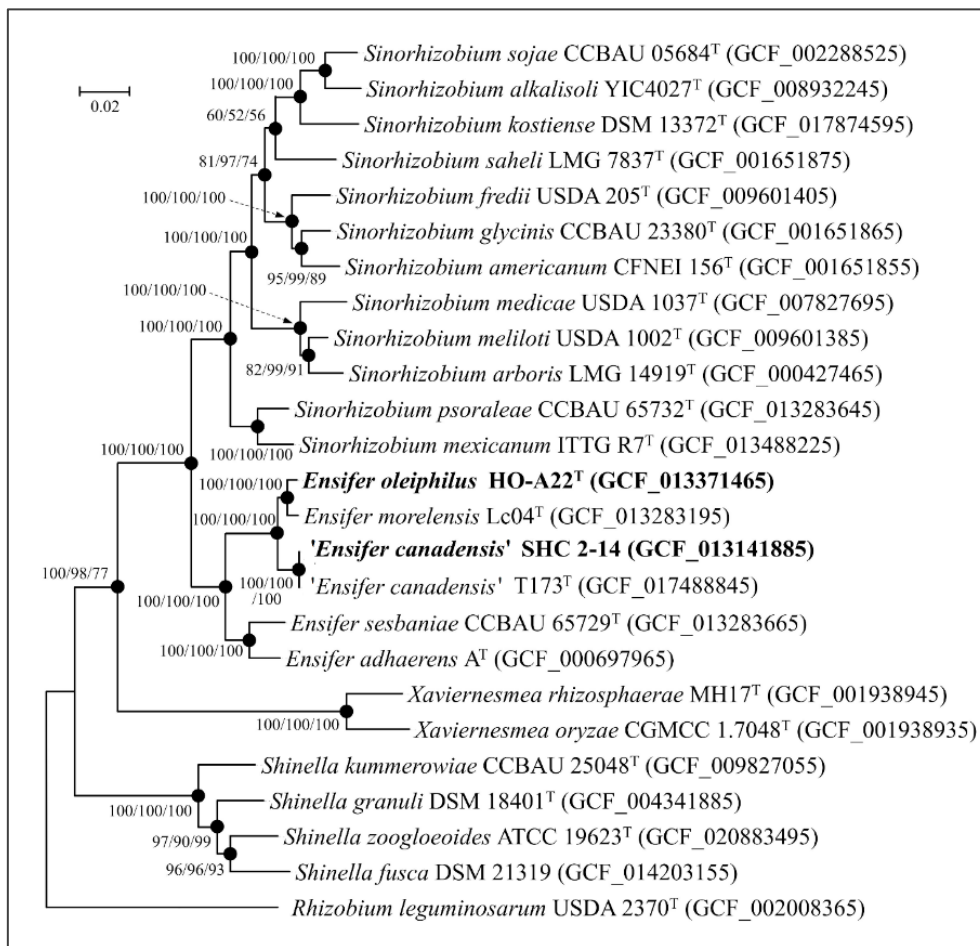 100/100/100 Sinorhizobium sojae CCBAU 05684ᵀ (GCF_002288525)
0.02
100/100/100 Sinorhizobium alkalisoli YIC4027ᵀ (GCF_008932245)
60/52/56 Sinorhizobium kostiense DSM 13372ᵀ (GCF_017874595)
81/97/74 Sinorhizobium saheli LMG 7837ᵀ (GCF_001651875)
100/100/100 Sinorhizobium fredii USDA 205ᵀ (GCF_009601405)
100/100/100 Sinorhizobium glycinis CCBAU 23380ᵀ (GCF_001651865)
95/99/89 Sinorhizobium americanum CFNEI 156ᵀ (GCF_001651855)
100/100/100 Sinorhizobium medicae USDA 1037ᵀ (GCF_007827695)
100/100/100 Sinorhizobium meliloti USDA 1002ᵀ (GCF_009601385)
82/99/91 Sinorhizobium arboris LMG 14919ᵀ (GCF_000427465)
Sinorhizobium psoraleae CCBAU 65732ᵀ (GCF_013283645)
100/100/100 100/100/100 Sinorhizobium mexicanum ITTG R7ᵀ (GCF_013488225)
100/100/100 Ensifer oleiphilus HO-A22ᵀ (GCF_013371465)
100/100/100 Ensifer morelensis Lc04ᵀ (GCF_013283195)
'Ensifer canadensis' SHC 2-14 (GCF_013141885)
100/98/77 100/100/100 'Ensifer canadensis' T173ᵀ (GCF_017488845)
100/100/100 Ensifer sesbaniae CCBAU 65729ᵀ (GCF_013283665)
100/100/100 Ensifer adhaerens Aᵀ (GCF_000697965)
Xaviernesmea rhizosphaerae MH17ᵀ (GCF_001938945)
100/100/100 Xaviernesmea oryzae CGMCC 1.7048ᵀ (GCF_001938935)
Shinella kummerowiae CCBAU 25048ᵀ (GCF_009827055)
100/100/100 Shinella granuli DSM 18401ᵀ (GCF_004341885)
97/90/99 Shinella zoogloeoides ATCC 19623ᵀ (GCF_020883495)
96/96/93 Shinella fusca DSM 21319 (GCF_014203155)
Rhizobium leguminosarum USDA 2370ᵀ (GCF_002008365)